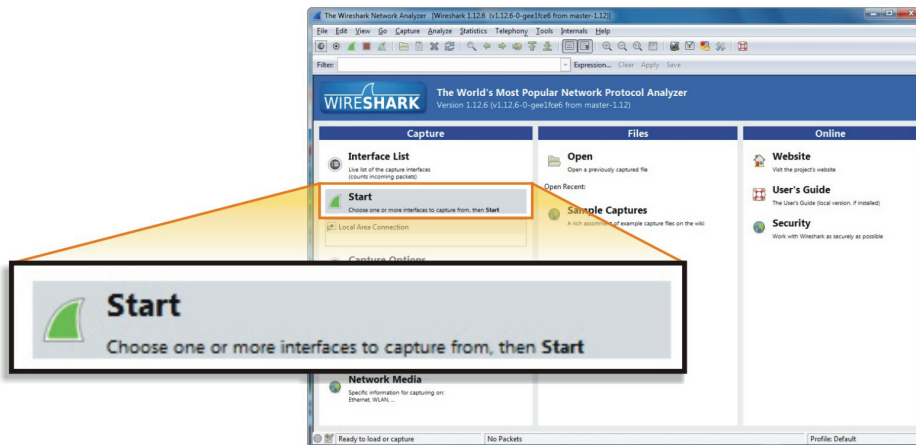 The Wireshark Network Analyzer [Wireshark 1.12.6 (v1.12.6-0-gee1fce6 from master-1.12)]
File Edit View Go Capture Analyze Statistics Telephony Tools Internals Help
Filter: Expression... Clear Apply Save
WIRESHARK
The World's Most Popular Network Protocol Analyzer
Version 1.12.6 (v1.12.6-0-gee1fce6 from master-1.12)
Capture
Interface List
Live list of the capture interfaces
(counts incoming packets)
Start
Choose one or more interfaces to capture from, then Start
Local Area Connection
Capture Options
Start
Choose one or more interfaces to capture from, then Start
Network Media
Specific information for capturing on:
Ethernet, WLAN, ...
Files
Open
Open a previously captured file
Open Recent:
Sample Captures
A rich assortment of example capture files on the wiki
Online
Website
Visit the project's website
User's Guide
The User's Guide (local version, if installed)
Security
Work with Wireshark as securely as possible
Ready to load or capture No Packets Profile: Default